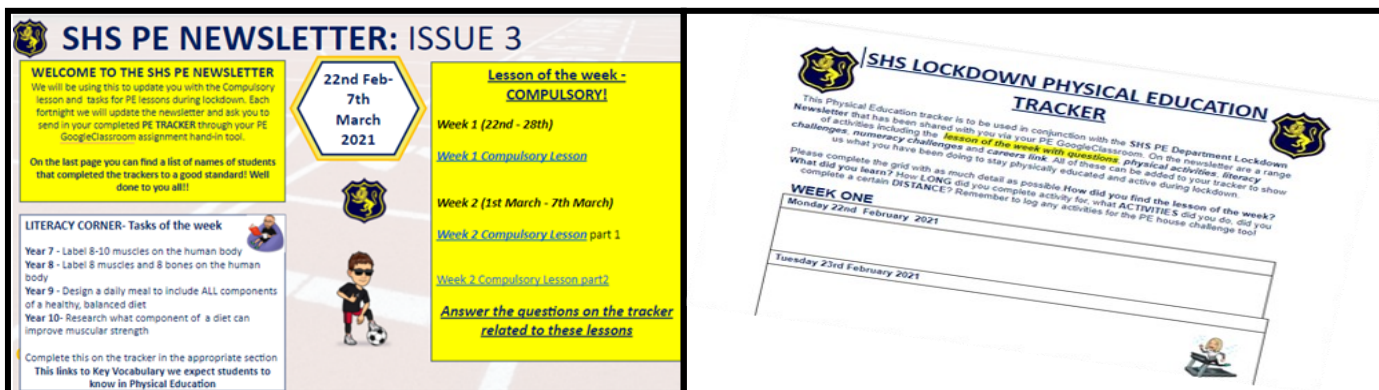 SHS PE NEWSLETTER: ISSUE 3
WELCOME TO THE SHS PE NEWSLETTER
We will be using this to update you with the Compulsory
lesson and tasks for PE lessons during lockdown. Each
fortnight we will update the newsletter and ask you to
send in your completed PE TRACKER through your PE
GoogleClassroom assignment hand-in tool.
On the last page you can find a list of names of students
that completed the trackers to a good standard! Well
done to you all!!
LITERACY CORNER- Tasks of the week
Year 7 - Label 8-10 muscles on the human body
Year 8 - Label 8 muscles and 8 bones on the human
body
Year 9 - Design a daily meal to include ALL components
of a healthy, balanced diet
Year 10- Research what component of a diet can
improve muscular strength
Complete this on the tracker in the appropriate section
This links to Key Vocabulary we expect students to
know in Physical Education
22nd Feb-
7th
March
2021
Lesson of the week -
COMPULSORY!
Week 1 (22nd - 28th)
Week 1 Compulsory Lesson
Week 2 (1st March - 7th March)
Week 2 Compulsory Lesson part 1
Week 2 Compulsory Lesson part2
Answer the questions on the tracker
related to these lessons
SHS LOCKDOWN PHYSICAL EDUCATION
TRACKER
This Physical Education tracker is to be used in conjunction with the SHS PE Department Lockdown
Newsletter that has been shared with you via your PE GoogleClassroom. On the newsletter are a range
of activities including the lesson of the week with questions, physical activities, literacy
challenges, numeracy challenges and careers link. All of these can be added to your tracker to show
us what you have been doing to stay physically educated and active during lockdown.
Please complete the grid with as much detail as possible. How did you find the lesson of the week?
What did you learn? How LONG did you complete activity for, what ACTIVITIES did you do, did you
complete a certain DISTANCE? Remember to log any activities for the PE house challenge too!
WEEK ONE
Monday 22nd February 2021
Tuesday 23rd February 2021